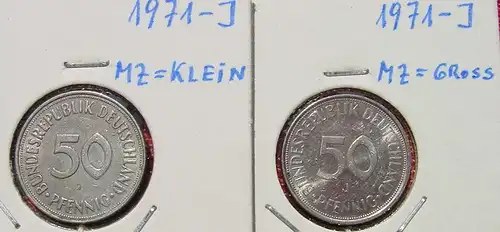 1971-J
MZ=KLEIN
BUNDESREPUBLIK DEUTSCHLAND
50
J
PFENNIG
1971-J
MZ=GROSS
BUNDESREPUBLIK DEUTSCHLAND
50
J
PFENNIG